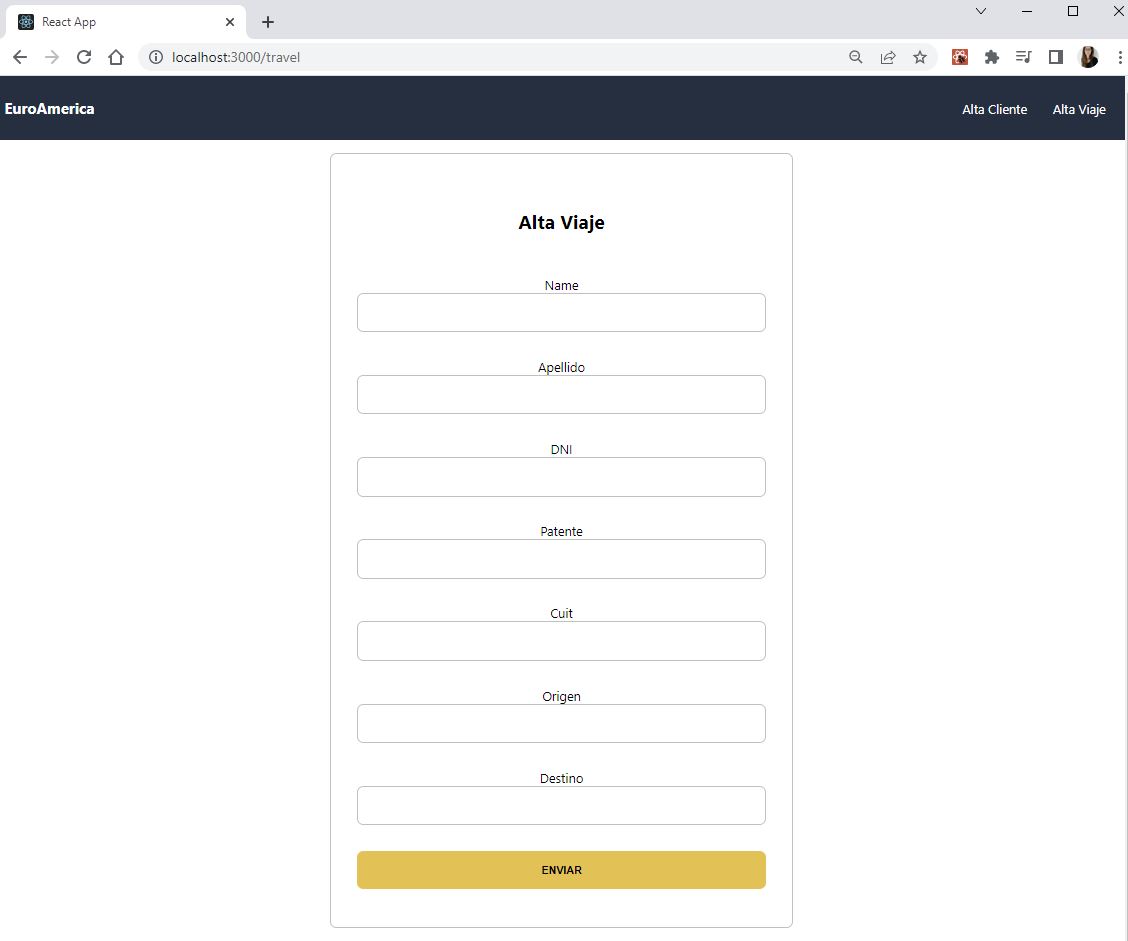 React App
localhost:3000/travel
EuroAmerica
Alta Cliente
Alta Viaje
Alta Viaje
Name
Apellido
DNI
Patente
Cuit
Origen
Destino
ENVIAR